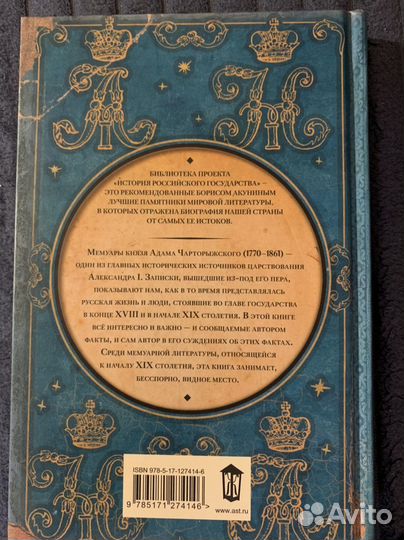 БИБЛИОТЕКА ПРОЕКТА
«ИСТОРИЯ РОССИЙСКОГО ГОСУДАРСТВА» –
ЭТО РЕКОМЕНДОВАННЫЕ БОРИСОМ АКУНИНЫМ
ЛУЧШИЕ ПАМЯТНИКИ МИРОВОЙ ЛИТЕРАТУРЫ,
В КОТОРЫХ ОТРАЖЕНА БИОГРАФИЯ НАШЕЙ СТРАНЫ
ОТ САМЫХ ЕЕ ИСТОКОВ.
МЕМУАРЫ КНЯЗЯ АДАМА ЧАРТОРЫЖСКОГО (1770–1861) —
ОДИН ИЗ ГЛАВНЫХ ИСТОРИЧЕСКИХ ИСТОЧНИКОВ ЦАРСТВОВАНИЯ
АЛЕКСАНДРА I. ЗАПИСКИ, ВЫШЕДШИЕ ИЗ-ПОД ЕГО ПЕРА,
ПОКАЗЫВАЮТ НАМ, КАК В ТО ВРЕМЯ ПРЕДСТАВЛЯЛАСЬ
РУССКАЯ ЖИЗНЬ И ЛЮДИ, СТОЯВШИЕ ВО ГЛАВЕ ГОСУДАРСТВА
В КОНЦЕ XVIII И В НАЧАЛЕ XIX СТОЛЕТИЯ. В ЭТОЙ КНИГЕ
ВСЁ ИНТЕРЕСНО И ВАЖНО — И СООБЩАЕМЫЕ АВТОРОМ
ФАКТЫ, И САМ АВТОР В ЕГО СУЖДЕНИЯХ ОБ ЭТИХ ФАКТАХ.
СРЕДИ МЕМУАРНОЙ ЛИТЕРАТУРЫ, ОТНОСЯЩЕЙСЯ
К НАЧАЛУ XIX СТОЛЕТИЯ, ЭТА КНИГА ЗАНИМАЕТ,
БЕССПОРНО, ВИДНОЕ МЕСТО.
ISBN 978-5-17-127414-6
9 785171 274146 >
www.ast.ru
Avito